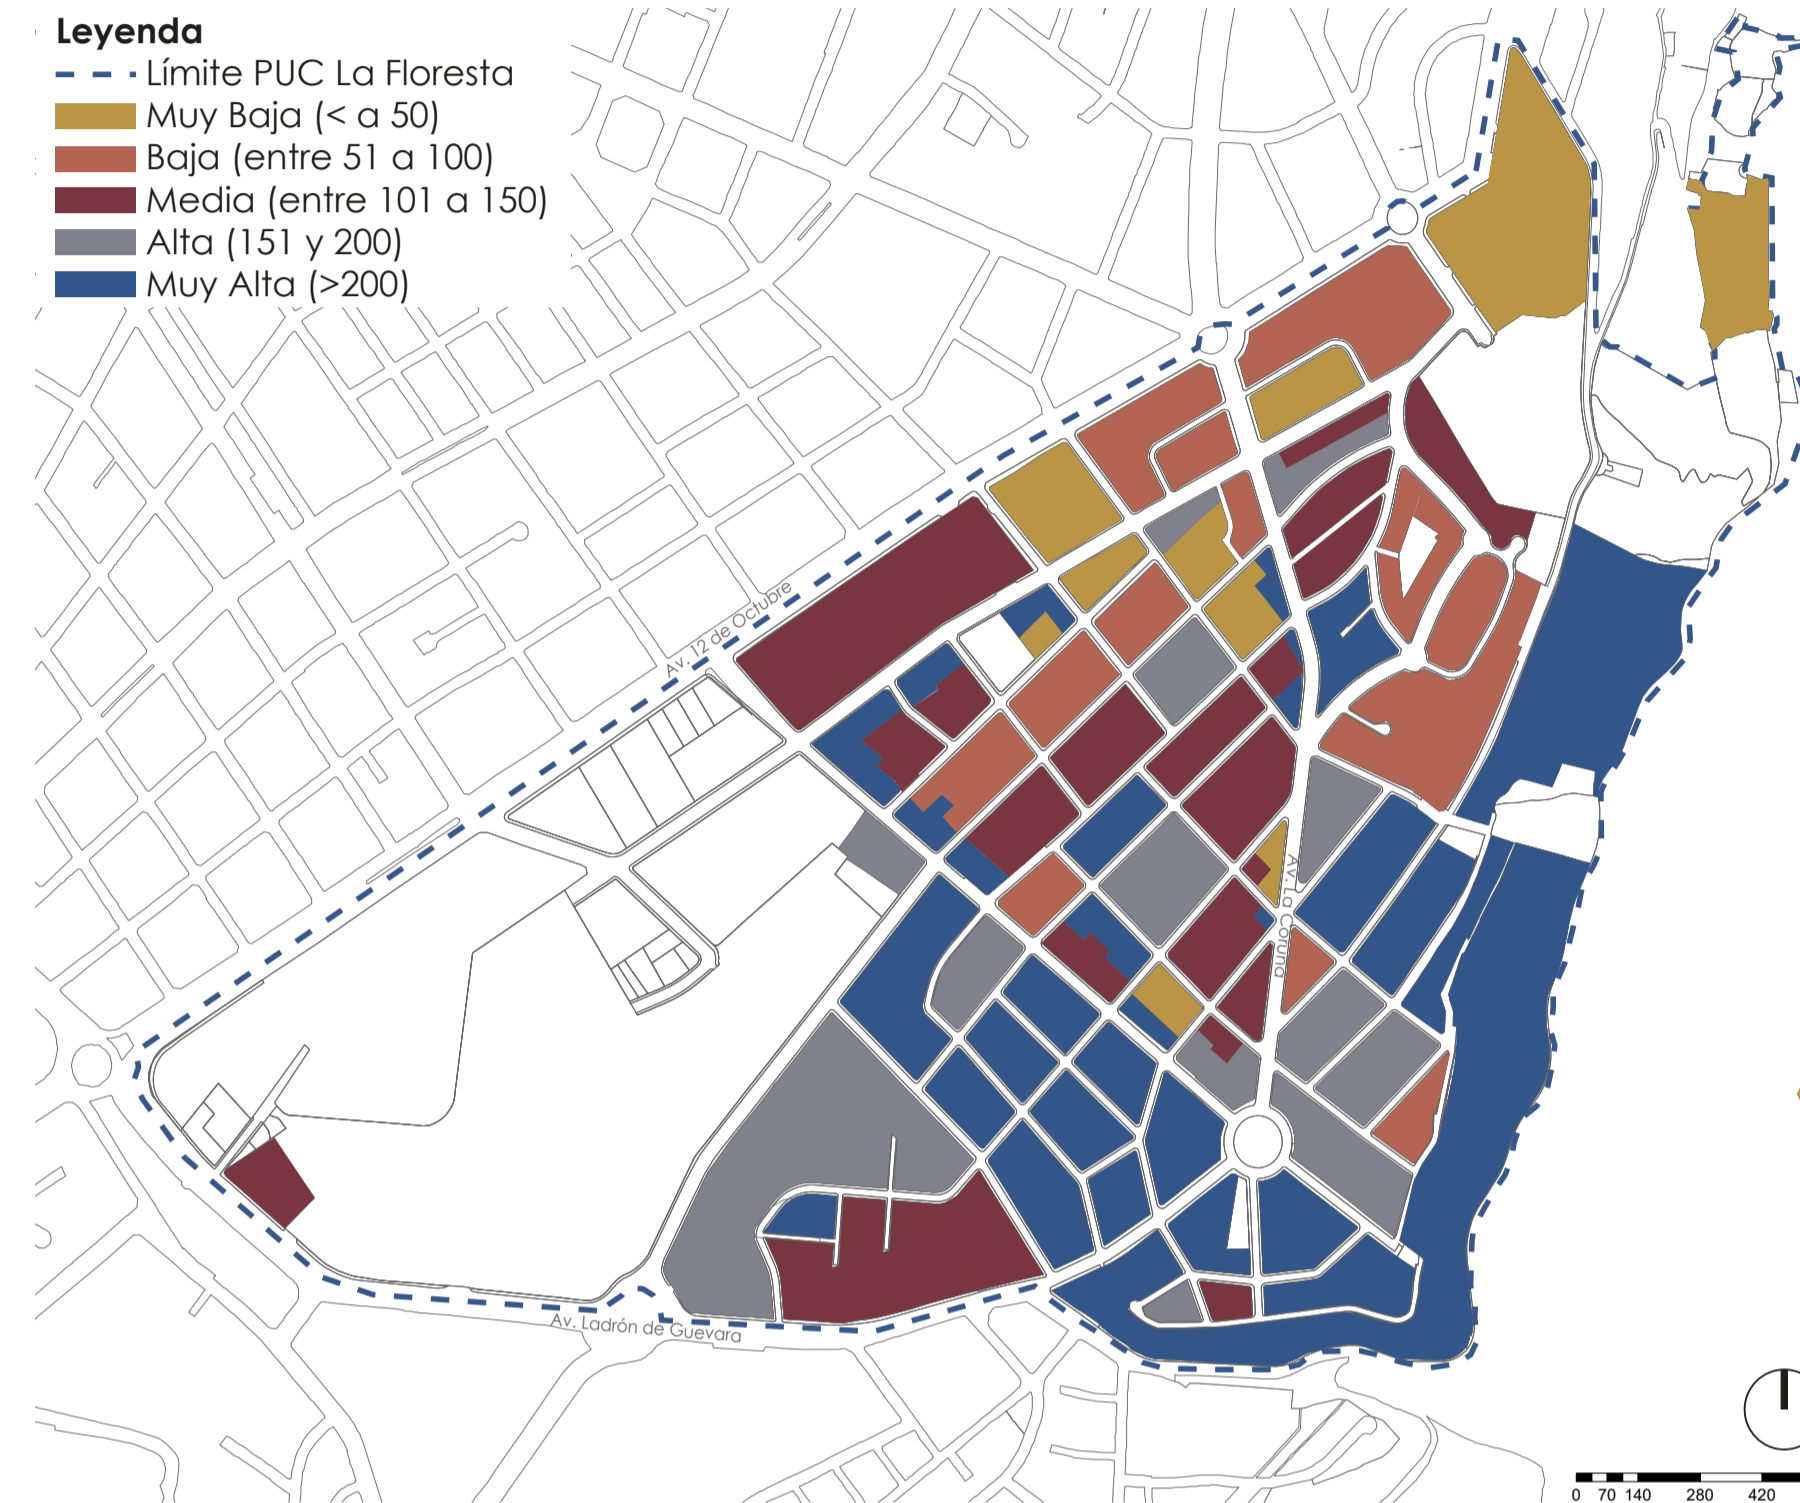 Leyenda
Límite PUC La Floresta
Muy Baja (< a 50)
Baja (entre 51 a 100)
Media (entre 101 a 150)
Alta (151 y 200)
Muy Alta (>200)
Av. 12 de Octubre
Av. La Coruna
Av. Ladrón de Guevara
0 70 140 280 420